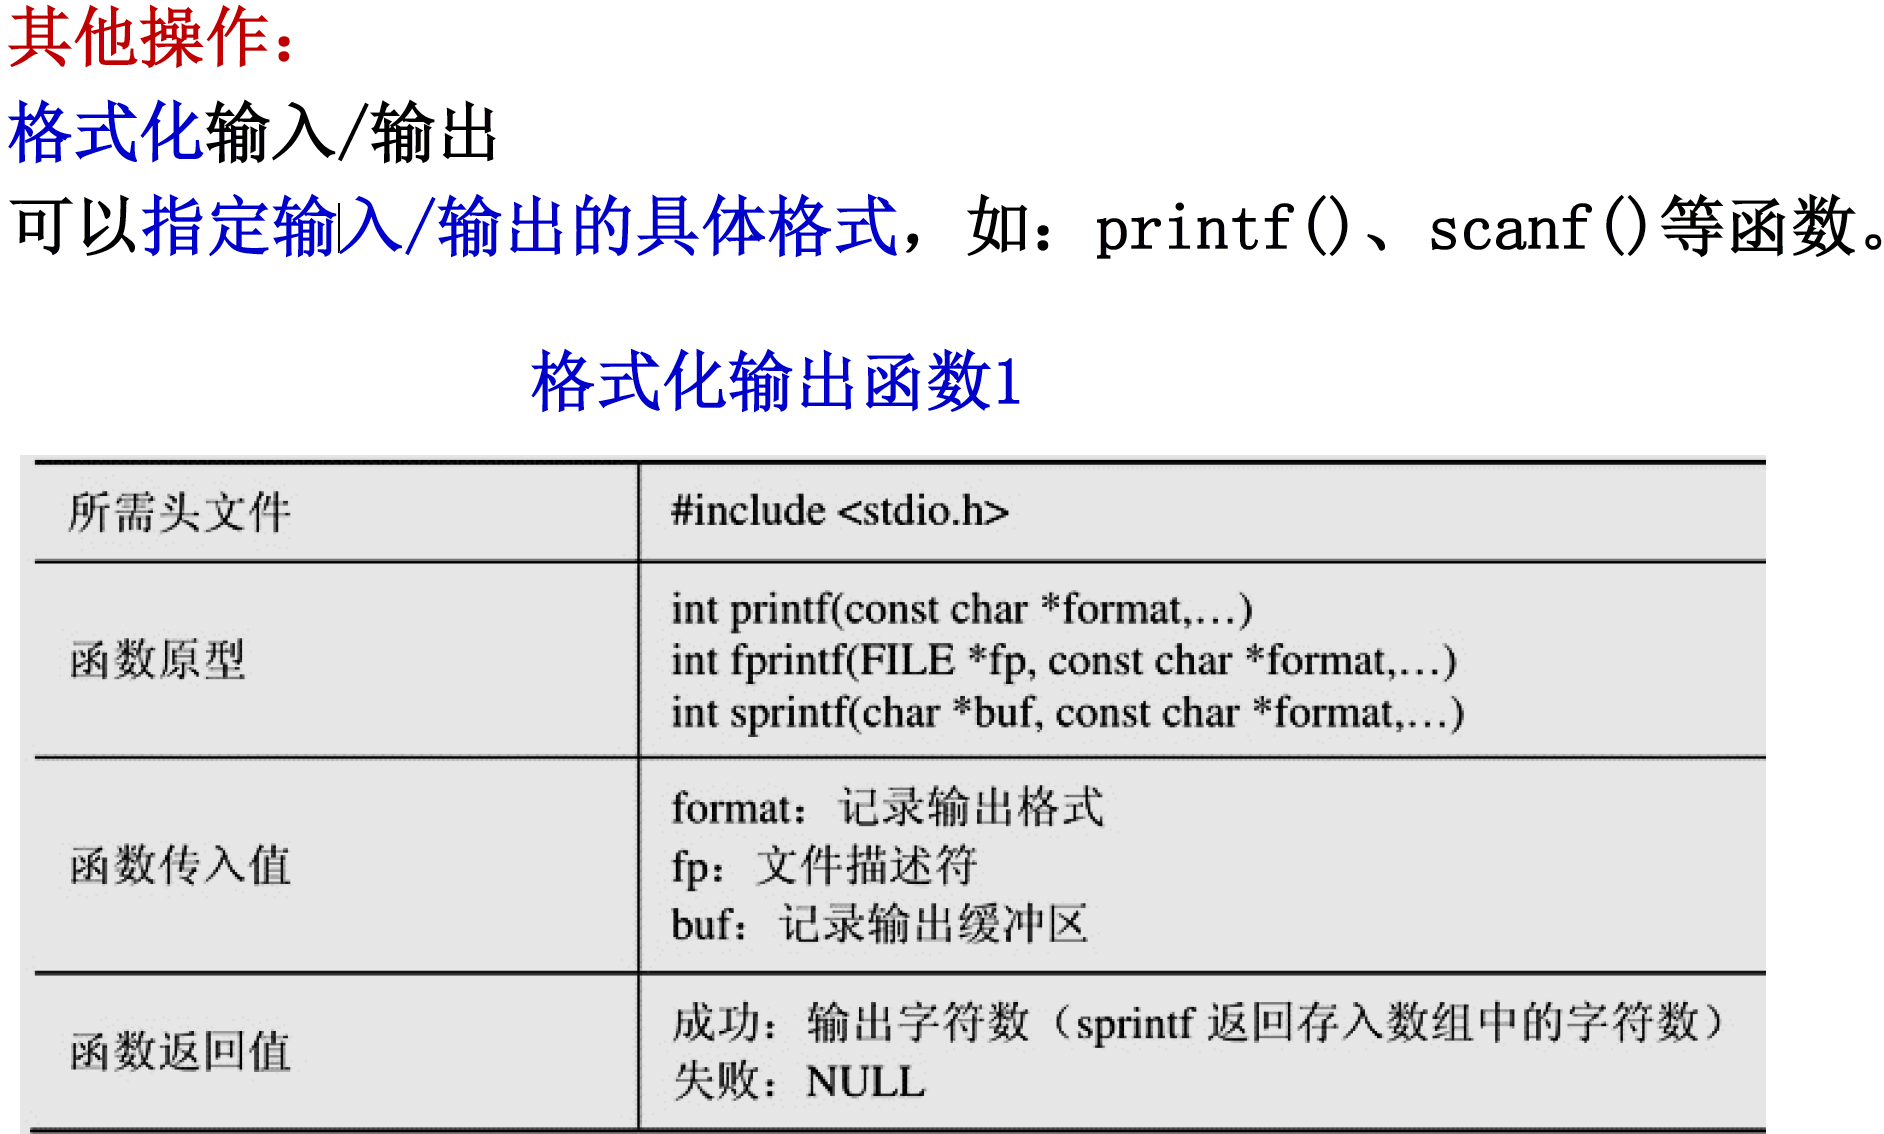 其他操作：
格式化输入/输出
可以指定输入/输出的具体格式，如：printf()、scanf()等函数。
格式化输出函数1
所需头文件
#include <stdio.h>
函数原型
int printf(const char *format,…)
int fprintf(FILE *fp, const char *format,…)
int sprintf(char *buf, const char *format,…)
函数传入值
format：记录输出格式
fp：文件描述符
buf：记录输出缓冲区
函数返回值
成功：输出字符数（sprintf 返回存入数组中的字符数）
失败：NULL